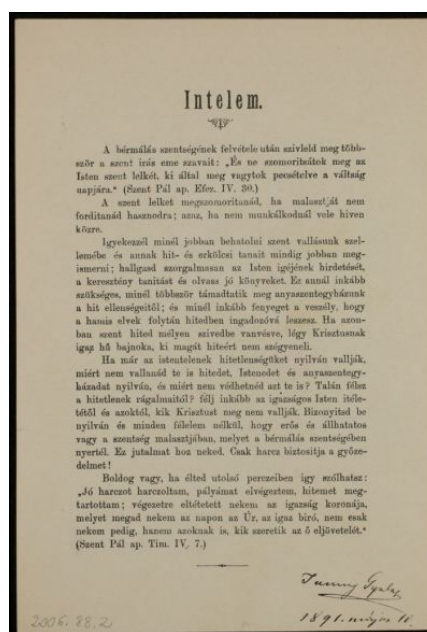 Intelem.
A bérmálás szentségének felvétele után szivleld meg több-
ször a szent irás eme szavait: „És ne szomoritsátok meg az
Isten szent lelkét, ki által meg vagytok pecsételve a váltság
napjára.“ (Szent Pál ap. Efez. IV. 30.)
A szent lelket megszomoritanád, ha malasztját nem
forditanád hasznodra; azaz, ha nem munkálkodnál vele hiven
közre.
Igyekezzél minél jobban behatolni szent vallásunk szel-
lemébe és annak hit- és erkölcsi tanait mindig jobban meg-
ismerni; hallgasd szorgalmasan az Isten igéjének hirdetését,
a keresztény tanitást és olvass jó könyveket. Ez annál inkább
szükséges, minél többször támadtatik meg anyaszentegyházunk
a hit ellenségeitől; és minél inkább fenyeget a veszély, hogy
a hamis elvek folytán hitedben ingadozóvá leszesz. Ha azon-
ban szent hited mélyen szivedbe vanvésve, légy Krisztusnak
igaz hű bajnoka, ki magát hiteért nem szégyeneli.
Ha már az istentelenek hitetlenségüket nyilván vallják,
miért nem vallanád te is hitedet, Istenedet és anyaszentegy-
házadat nyilván, és miért nem védhetnéd azt te is? Talán félsz
a hitetlenek rágalmaitól? félj inkább az igazságos Isten itéle-
tétől és azoktól, kik Krisztust meg nem vallják. Bizonyitsd be
nyilván és minden félelem nélkül, hogy erős és állhatatos
vagy a szentség malasztjában, melyet a bérmálás szentségében
nyertél. Ez jutalmat hoz neked. Csak harcz biztositja a győze-
delmet!
Boldog vagy, ha élted utolsó perczeiben igy szólhatsz:
„Jó harczot harczoltam, pályámat elvégeztem, hitemet meg-
tartottam; végezetre eltétetett nekem az igazság koronája,
melyet megad nekem az napon az Úr, az igaz biró, nem csak
nekem pedig, hanem azoknak is, kik szeretik az ő eljövetelét.“
(Szent Pál ap. Tim. IV. 7.)
Gyula
1891. május 10.
2006.88.2